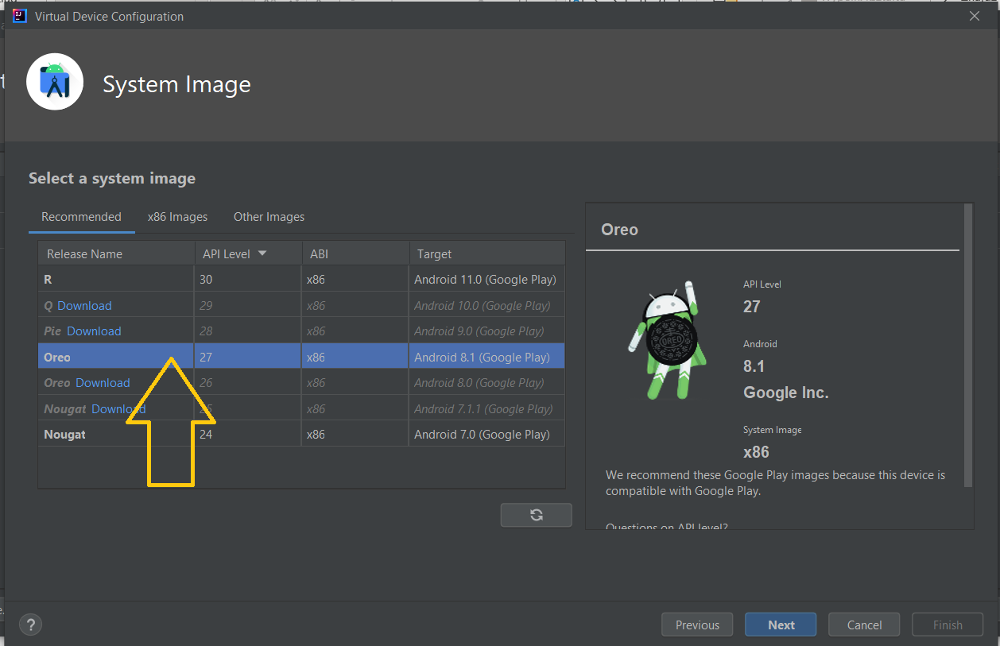 Virtual Device Configuration
System Image
Select a system image
Recommended x86 Images Other Images
Release Name API Level ABI Target
R 30 x86 Android 11.0 (Google Play)
Q Download 29 x86 Android 10.0 (Google Play)
Pie Download 28 x86 Android 9.0 (Google Play)
Oreo 27 x86 Android 8.1 (Google Play)
Oreo Download 26 x86 Android 8.0 (Google Play)
Nougat Download 25 x86 Android 7.1.1 (Google Play)
Nougat 24 x86 Android 7.0 (Google Play)
Oreo
OREO
API Level
27
Android
8.1
Google Inc.
System Image
x86
We recommend these Google Play images because this device is
compatible with Google Play.
Questions on API level?
? Previous Next Cancel Finish